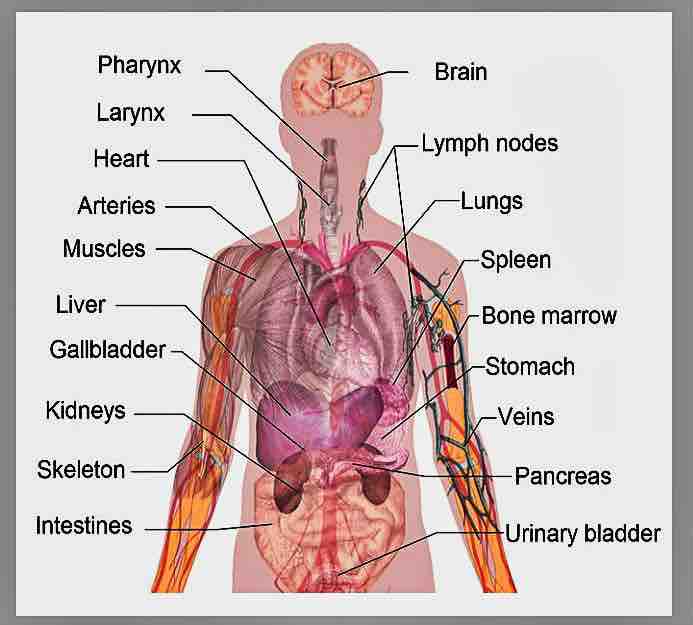 Pharynx
Brain
Larynx
Lymph nodes
Heart
Lungs
Arteries
Muscles
Spleen
Liver
Bone marrow
Gallbladder
Stomach
Kidneys
Veins
Skeleton
Pancreas
Intestines
Urinary bladder